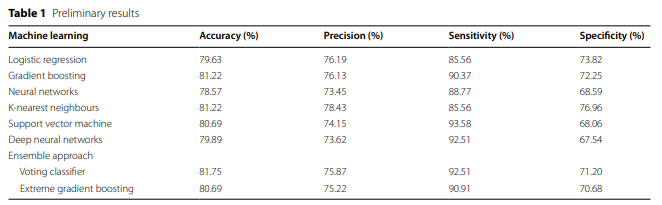 Table 1 Preliminary results
Machine learning Accuracy (%) Precision (%) Sensitivity (%) Specificity (%)
Logistic regression 79.63 76.19 85.56 73.82
Gradient boosting 81.22 76.13 90.37 72.25
Neural networks 78.57 73.45 88.77 68.59
K-nearest neighbours 81.22 78.43 85.56 76.96
Support vector machine 80.69 74.15 93.58 68.06
Deep neural networks 79.89 73.62 92.51 67.54
Ensemble approach
Voting classifier 81.75 75.87 92.51 71.20
Extreme gradient boosting 80.69 75.22 90.91 70.68